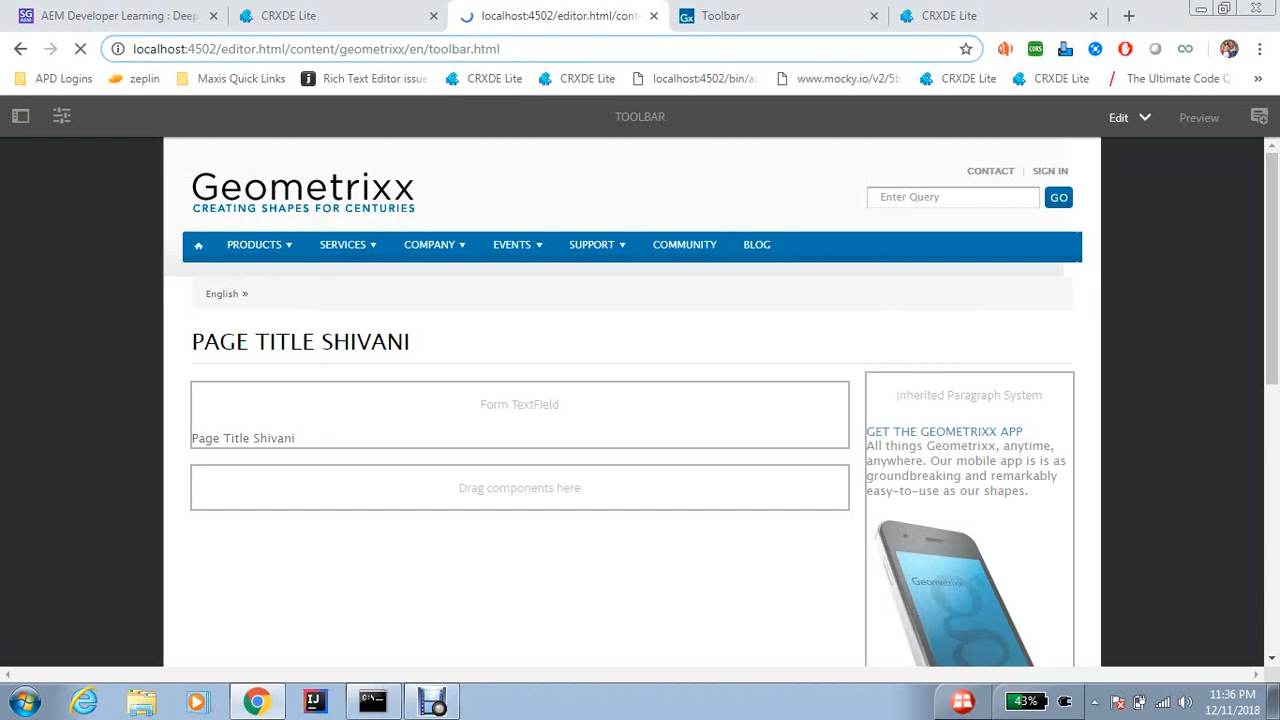 AEM Developer Learning : Deep
CRXDE Lite
localhost:4502/editor.html/cont
Gx
Toolbar
CRXDE Lite
localhost:4502/editor.html/content/geometrixx/en/toolbar.html
APD Logins
zeplin
Maxis Quick Links
Rich Text Editor issue
CRXDE Lite
CRXDE Lite
localhost:4502/bin/a
www.mocky.io/v2/5b
CRXDE Lite
CRXDE Lite
The Ultimate Code
TOOLBAR
Edit
Preview
Geometrixx
CREATING SHAPES FOR CENTURIES
CONTACT | SIGN IN
Enter Query
GO
PRODUCTS
SERVICES
COMPANY
EVENTS
SUPPORT
COMMUNITY
BLOG
English »
PAGE TITLE SHIVANI
Form TextField
Page Title Shivani
Drag components here
Inherited Paragraph System
GET THE GEOMETRIXX APP
All things Geometrixx, anytime,
anywhere. Our mobile app is is as
groundbreaking and remarkably
easy-to-use as our shapes.
Geometrixx
43%
11:36 PM
12/11/2018